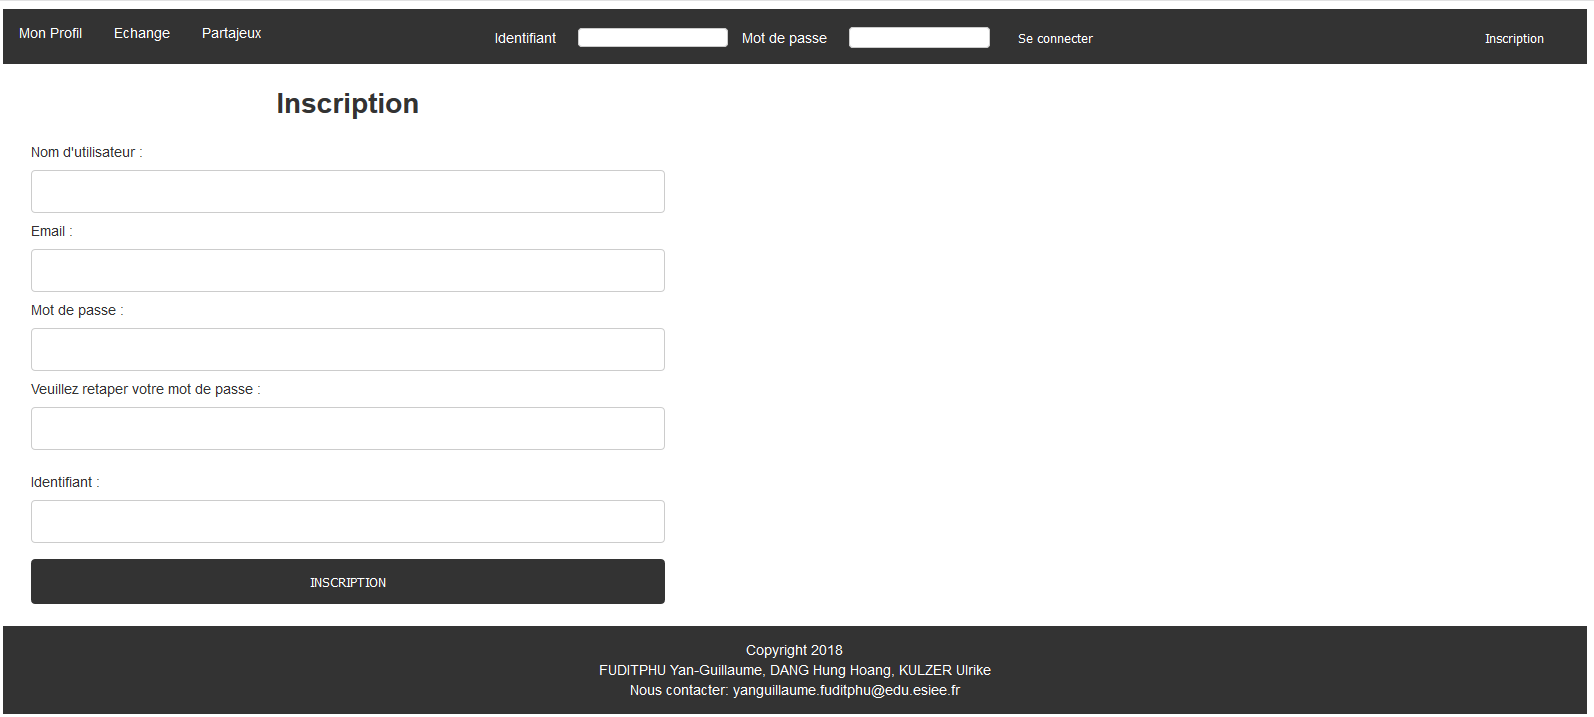 Mon Profil Echange Partajeux Identifiant Mot de passe Se connecter Inscription
Inscription
Nom d'utilisateur :
Email :
Mot de passe :
Veuillez retaper votre mot de passe :
Identifiant :
INSCRIPTION
Copyright 2018
FUDITPHU Yan-Guillaume, DANG Hung Hoang, KULZER Ulrike
Nous contacter: yanguillaume.fuditphu@edu.esiee.fr